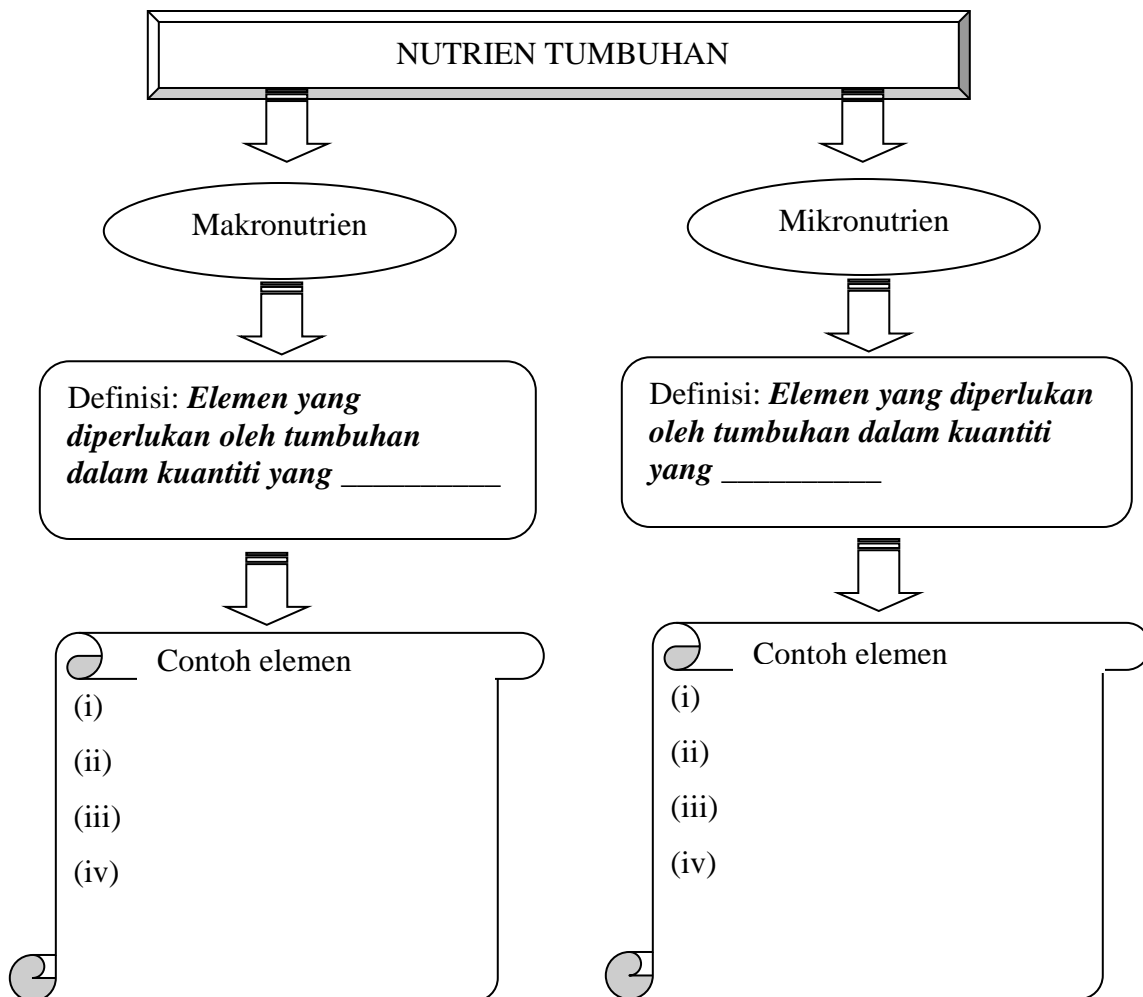 NUTRIEN TUMBUHAN
Makronutrien
Mikronutrien
Definisi: Elemen yang
diperlukan oleh tumbuhan
dalam kuantiti yang __________
Definisi: Elemen yang diperlukan
oleh tumbuhan dalam kuantiti
yang __________
Contoh elemen
(i)
(ii)
(iii)
(iv)
Contoh elemen
(i)
(ii)
(iii)
(iv)